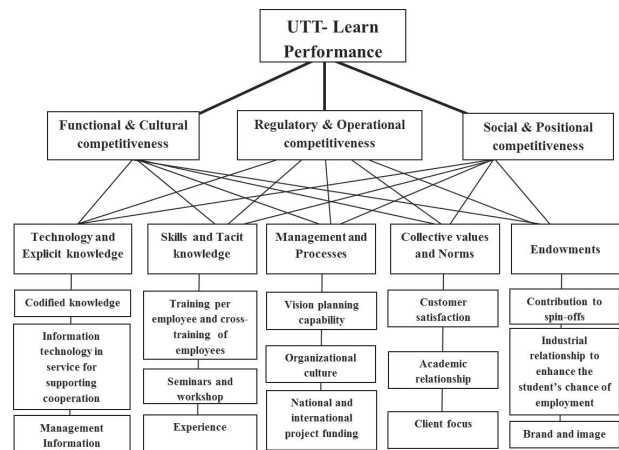 UTT- Learn
Performance
Functional & Cultural
competitiveness
Regulatory & Operational
competitiveness
Social & Positional
competitiveness
Technology and
Explicit knowledge
Skills and Tacit
knowledge
Management and
Processes
Collective values
and Norms
Endowments
Codified knowledge
Information
technology in
service for
supporting
cooperation
Management
Information
Training per
employee and cross-
training of
employees
Seminars and
workshop
Experience
Vision planning
capability
Organizational
culture
National and
international
project funding
Customer
satisfaction
Academic
relationship
Client focus
Contribution to
spin-offs
Industrial
relationship to
enhance the
student's chance of
employment
Brand and image